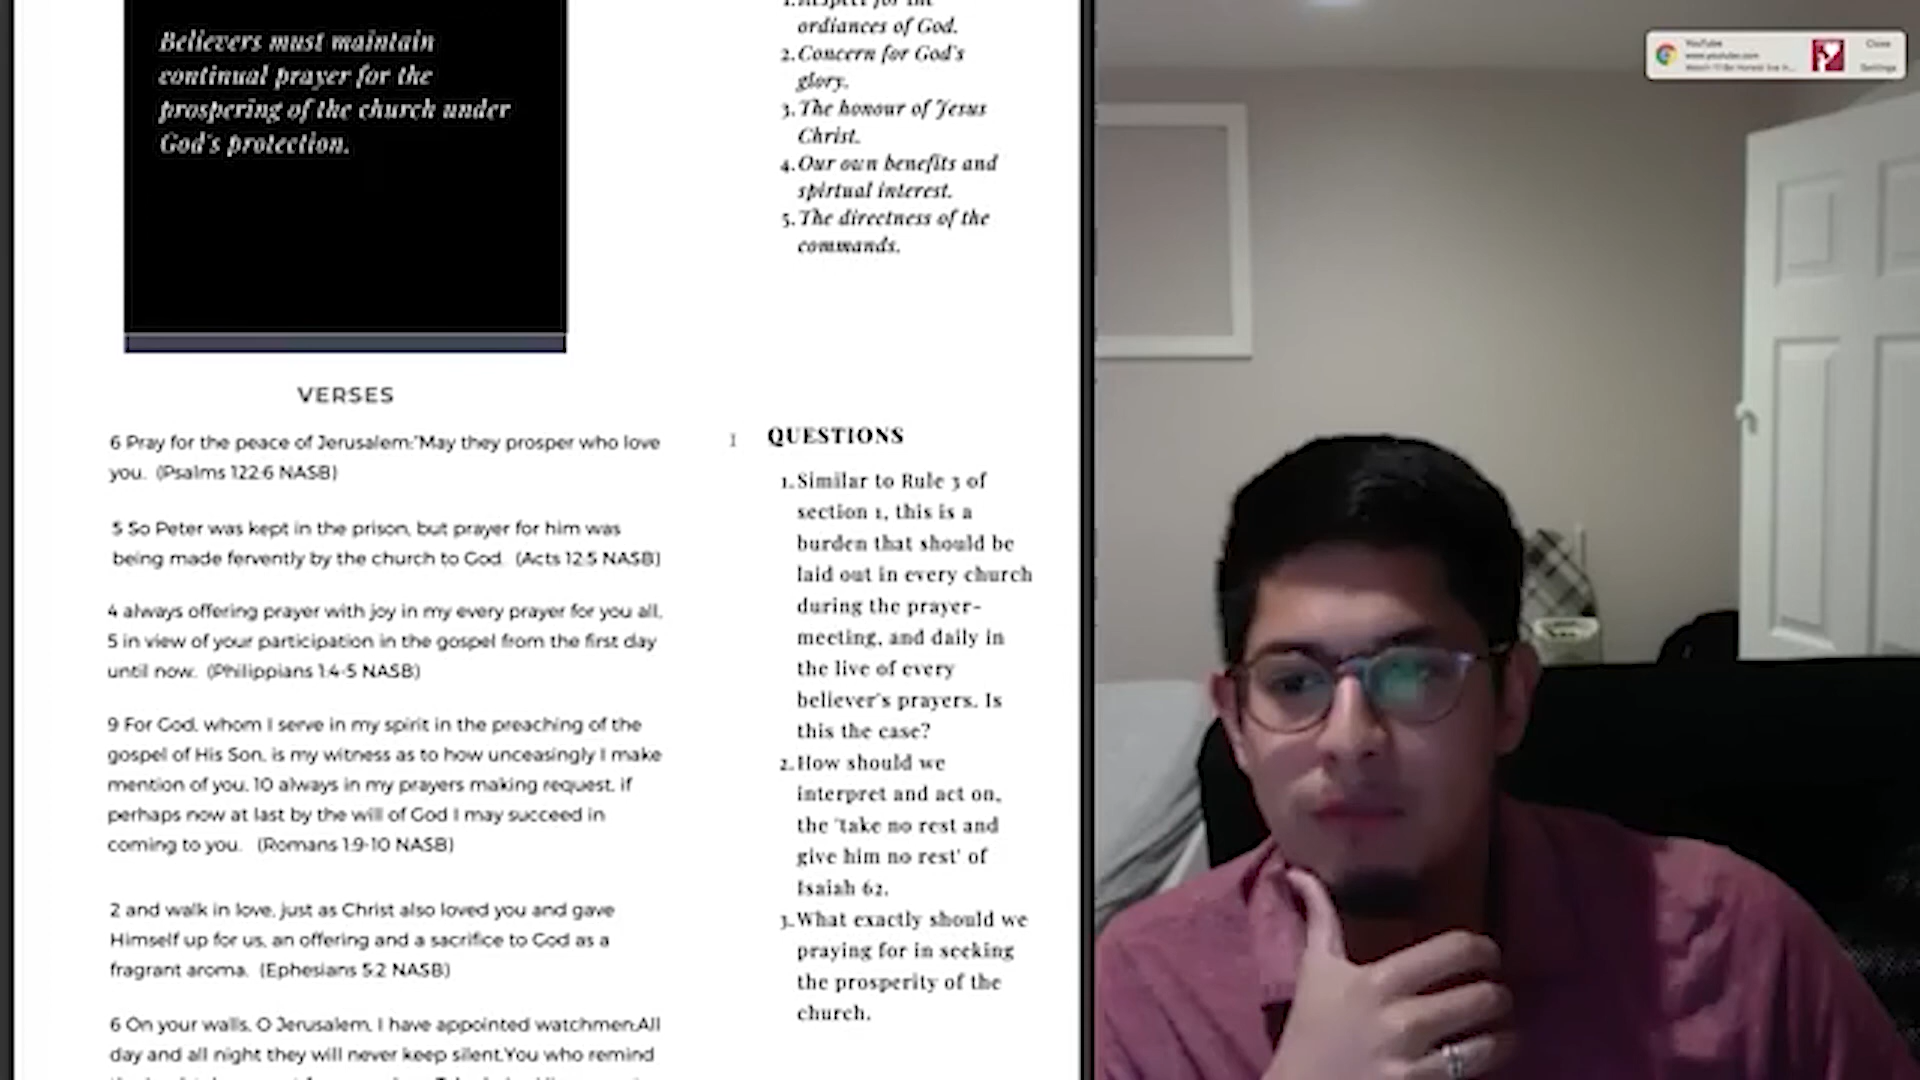 Believers must maintain
continual prayer for the
prospering of the church under
God's protection.
1. Respect for the
ordiances of God.
2. Concern for God's
glory.
3. The honour of Jesus
Christ.
4. Our own benefits and
spirtual interest.
5. The directness of the
commands.
VERSES
6 Pray for the peace of Jerusalem:"May they prosper who love
you. (Psalms 122:6 NASB)
5 So Peter was kept in the prison, but prayer for him was
being made fervently by the church to God. (Acts 12:5 NASB)
4 always offering prayer with joy in my every prayer for you all,
5 in view of your participation in the gospel from the first day
until now. (Philippians 1:4-5 NASB)
9 For God, whom I serve in my spirit in the preaching of the
gospel of His Son, is my witness as to how unceasingly I make
mention of you, 10 always in my prayers making request, if
perhaps now at last by the will of God I may succeed in
coming to you. (Romans 1:9-10 NASB)
2 and walk in love, just as Christ also loved you and gave
Himself up for us, an offering and a sacrifice to God as a
fragrant aroma. (Ephesians 5:2 NASB)
6 On your walls, O Jerusalem, I have appointed watchmen;All
day and all night they will never keep silent.You who remind
I QUESTIONS
1. Similar to Rule 3 of
section 1, this is a
burden that should be
laid out in every church
during the prayer-
meeting, and daily in
the live of every
believer's prayers. Is
this the case?
2. How should we
interpret and act on,
the 'take no rest and
give him no rest' of
Isaiah 62.
3. What exactly should we
praying for in seeking
the prosperity of the
church.
YouTube
www.youtube.com
Close
Settings